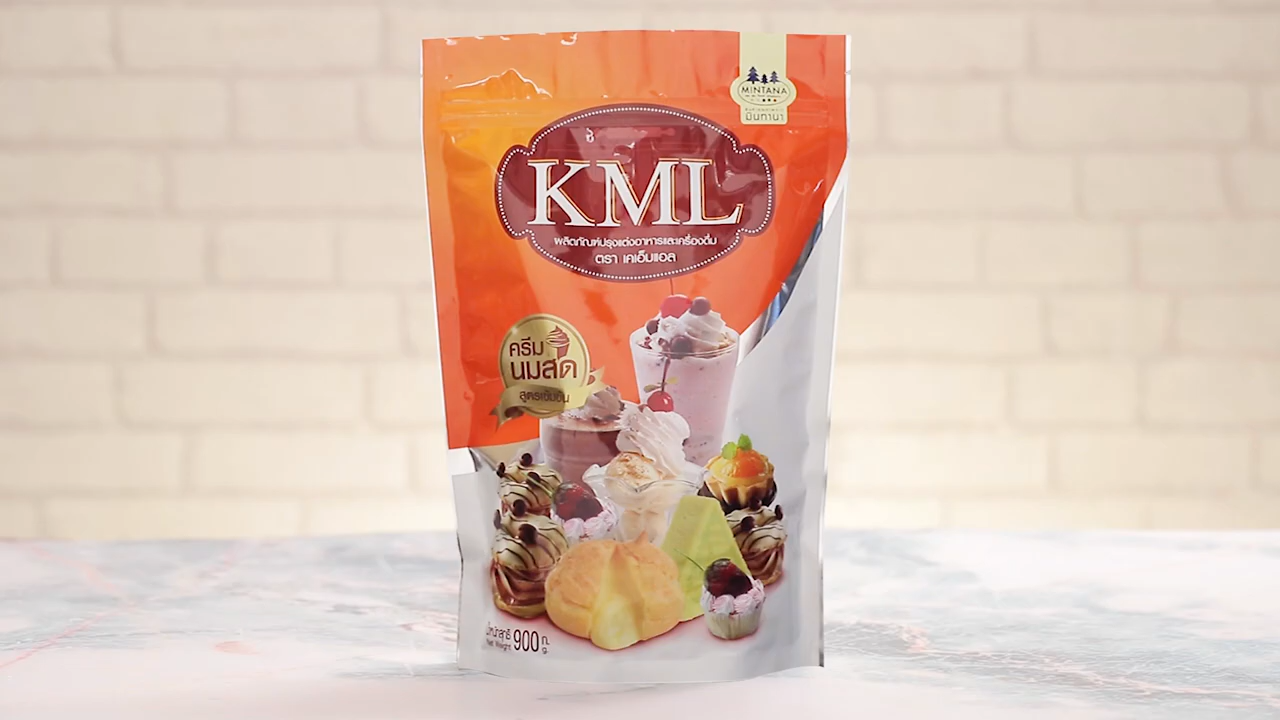 MINTANA
มินทานา
KML
ผลิตภัณฑ์ปรุงแต่งอาหารและเครื่องดื่ม
ตรา เคเอ็มแอล
ครีม
นมสด
สูตรเข้มข้น
น้ำหนักสุทธิ 900 ก.
Net Weight g.